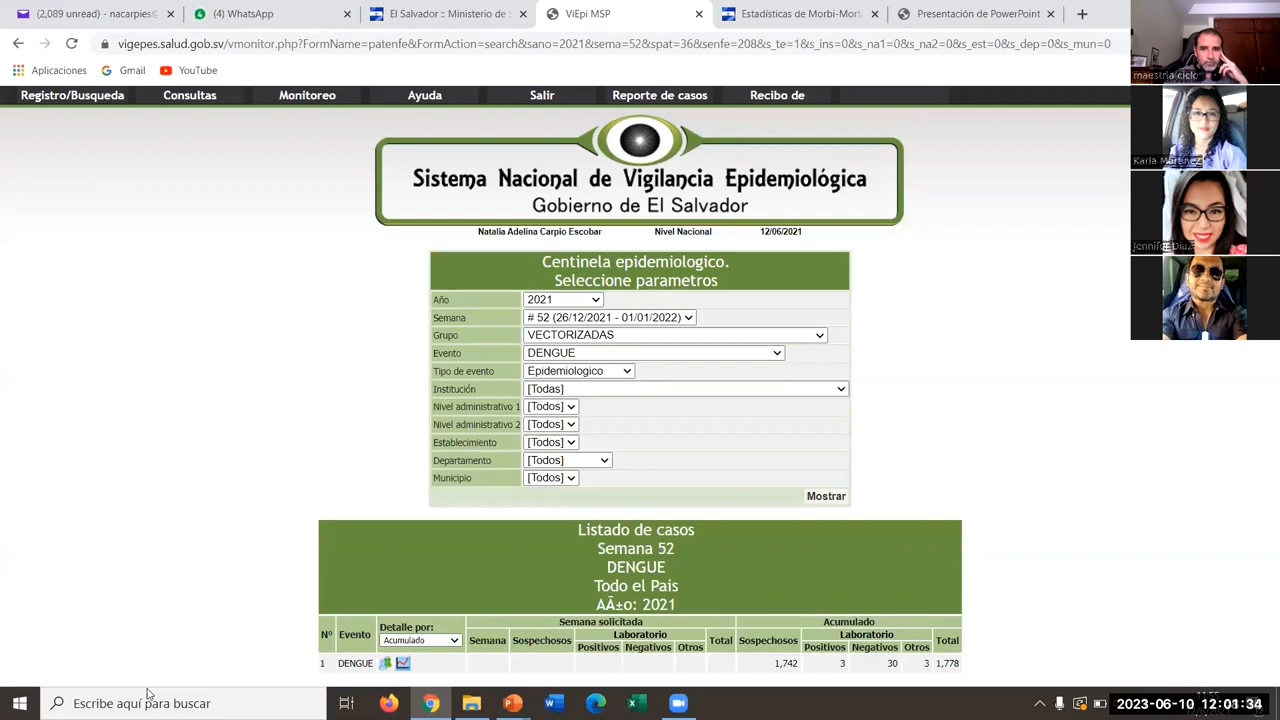 (2,089 unread) - nacarpies@
(4) WhatsApp
El Salvador :: Ministerio de S
ViEpi MSP
Estadísticas de Morbi-Mort
Presentación de PowerPoint
vigepes.salud.gob.sv/vmonitor.php?FormName=patenfe&FormAction=search&sano=2021&sema=52&spat=36&senfe=208&s_te=1&s_ins=0&s_na1=0&s_na2=0&s_est=0&s_dep=0&s_mun=0
Aplicaciones Gmail YouTube
Registro/Busqueda Consultas Monitoreo Ayuda Salir Reporte de casos Recibo de
Sistema Nacional de Vigilancia Epidemiológica
Gobierno de El Salvador
Natalia Adelina Carpio Escobar Nivel Nacional 12/06/2021
Centinela epidemiologico.
Seleccione parametros
Año 2021
Semana # 52 (26/12/2021 - 01/01/2022)
Grupo VECTORIZADAS
Evento DENGUE
Tipo de evento Epidemiologico
Institución [Todas]
Nivel administrativo 1 [Todos]
Nivel administrativo 2 [Todos]
Establecimiento [Todos]
Departamento [Todos]
Municipio [Todos]
Mostrar
Listado de casos
Semana 52
DENGUE
Todo el Pais
AÃ±o: 2021
Nº Evento Detalle por: Acumulado Semana solicitada Acumulado
Semana Sospechosos Laboratorio Total Sospechosos Laboratorio Total
Positivos Negativos Otros Positivos Negativos Otros
1 DENGUE 1,742 3 30 3 1,778
maestria ciclo
Karla Martinez
Jennifer Diaz
Escribe aquí para buscar
2023-06-10 12:01:34